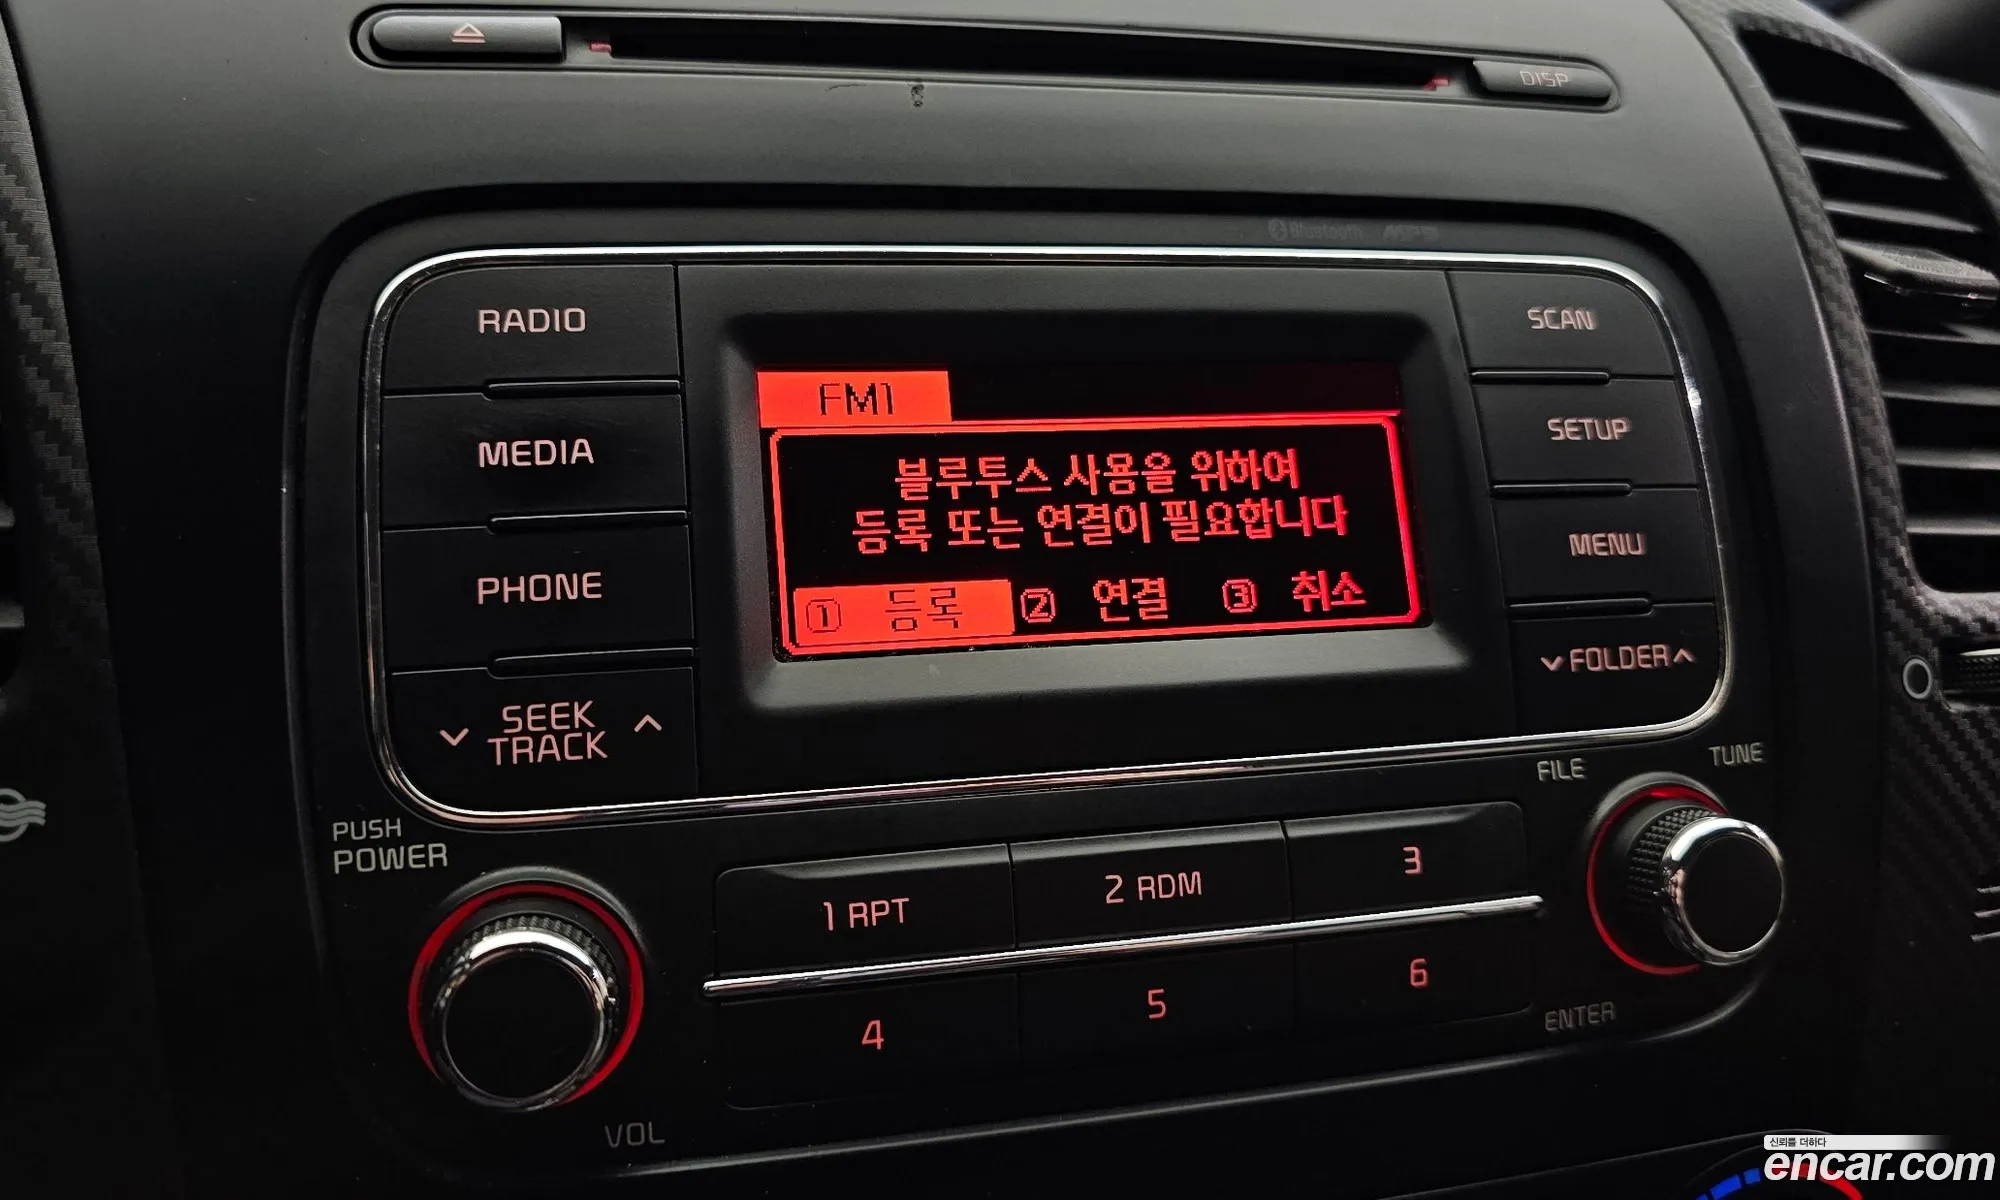 DISP
Bluetooth MP3
RADIO
MEDIA
PHONE
SEEK
TRACK
FM1
블루투스 사용을 위하여
등록 또는 연결이 필요합니다
① 등록 ② 연결 ③ 취소
SCAN
SETUP
MENU
FOLDER
PUSH
POWER
VOL
1 RPT
2 RDM
3
4
5
6
FILE
TUNE
ENTER
신뢰를 더하다
encar.com